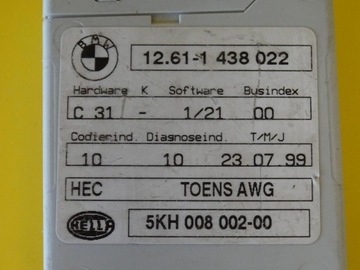 BMW
12.61-1 438 022
Hardware K Software Busindex
C 31 - 1/21 00
Codierind. Diagnoseind. T/M/J
10 10 23.07.99
HEC TOENS AWG
HELLA 5KH 008 002-00